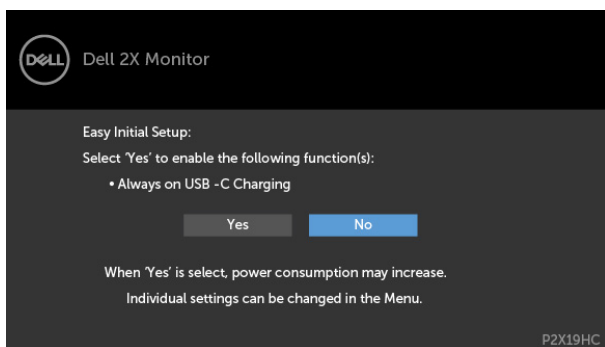 DELL
Dell 2X Monitor
Easy Initial Setup:
Select ‘Yes’ to enable the following function(s):
• Always on USB -C Charging
Yes No
When ‘Yes’ is select, power consumption may increase.
Individual settings can be changed in the Menu.
P2X19HC